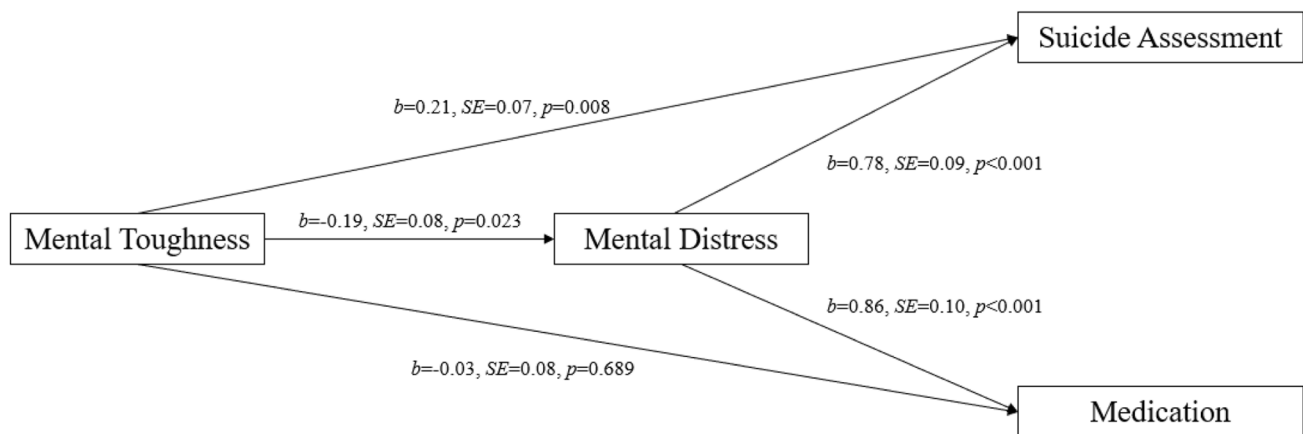 Suicide Assessment
b=0.21, SE=0.07, p=0.008
b=0.78, SE=0.09, p<0.001
b=-0.19, SE=0.08, p=0.023
Mental Toughness
Mental Distress
b=0.86, SE=0.10, p<0.001
b=-0.03, SE=0.08, p=0.689
Medication